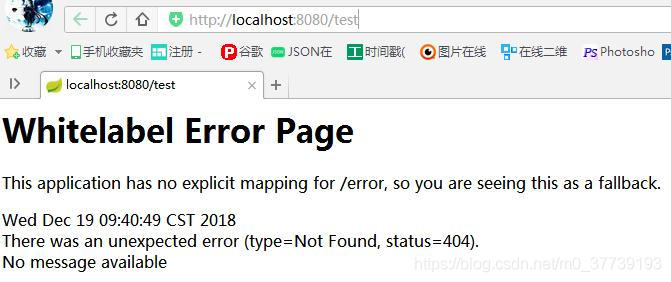 http://localhost:8080/test
收藏 手机收藏夹 注册 - 谷歌 JSON在 时间戳( 图片在线 在线二维 Photosho
localhost:8080/test
Whitelabel Error Page
This application has no explicit mapping for /error, so you are seeing this as a fallback.
Wed Dec 19 09:40:49 CST 2018
There was an unexpected error (type=Not Found, status=404).
No message available
https://blog.csdn.net/m0_37739193